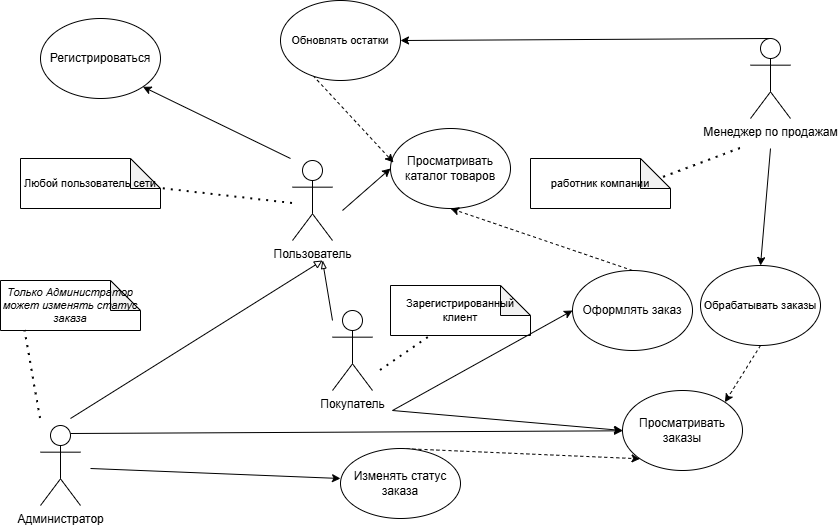 Обновлять остатки
Регистрироваться
Менеджер по продажам
Просматривать
каталог товаров
Любой пользователь сети
работник компании
Пользователь
Только Администратор
может изменять статус
заказа
Зарегистрированный
клиент
Оформлять заказ
Обрабатывать заказы
Покупатель
Просматривать
заказы
Изменять статус
заказа
Администратор